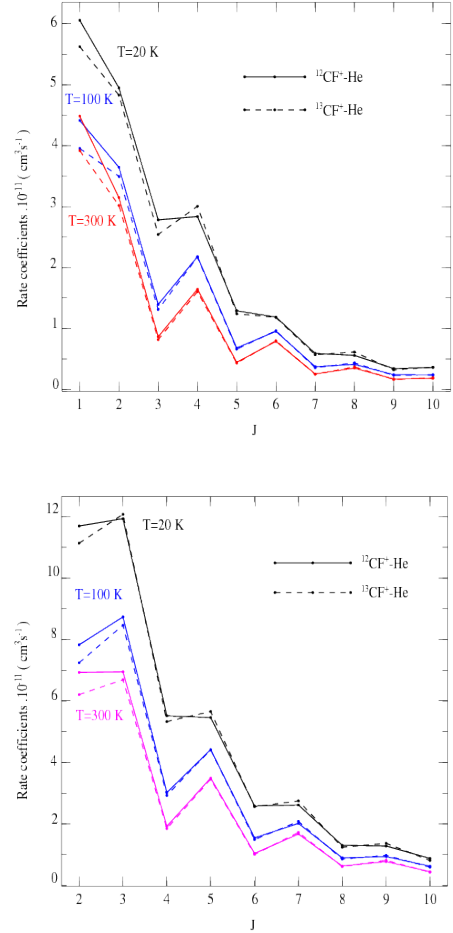 6
T=20 K
¹²CF⁺-He
5
¹³CF⁺-He
T=100 K
4
3
T=300 K
2
1
0
1 2 3 4 5 6 7 8 9 10
J
Rate coefficients .10⁻¹¹ ( cm³s⁻¹ )
12
T=20 K
¹²CF⁺-He
10
¹³CF⁺-He
T=100 K
8
6
T=300 K
4
2
0
2 3 4 5 6 7 8 9 10
J
Rate coefficients .10⁻¹¹ ( cm³s⁻¹ )